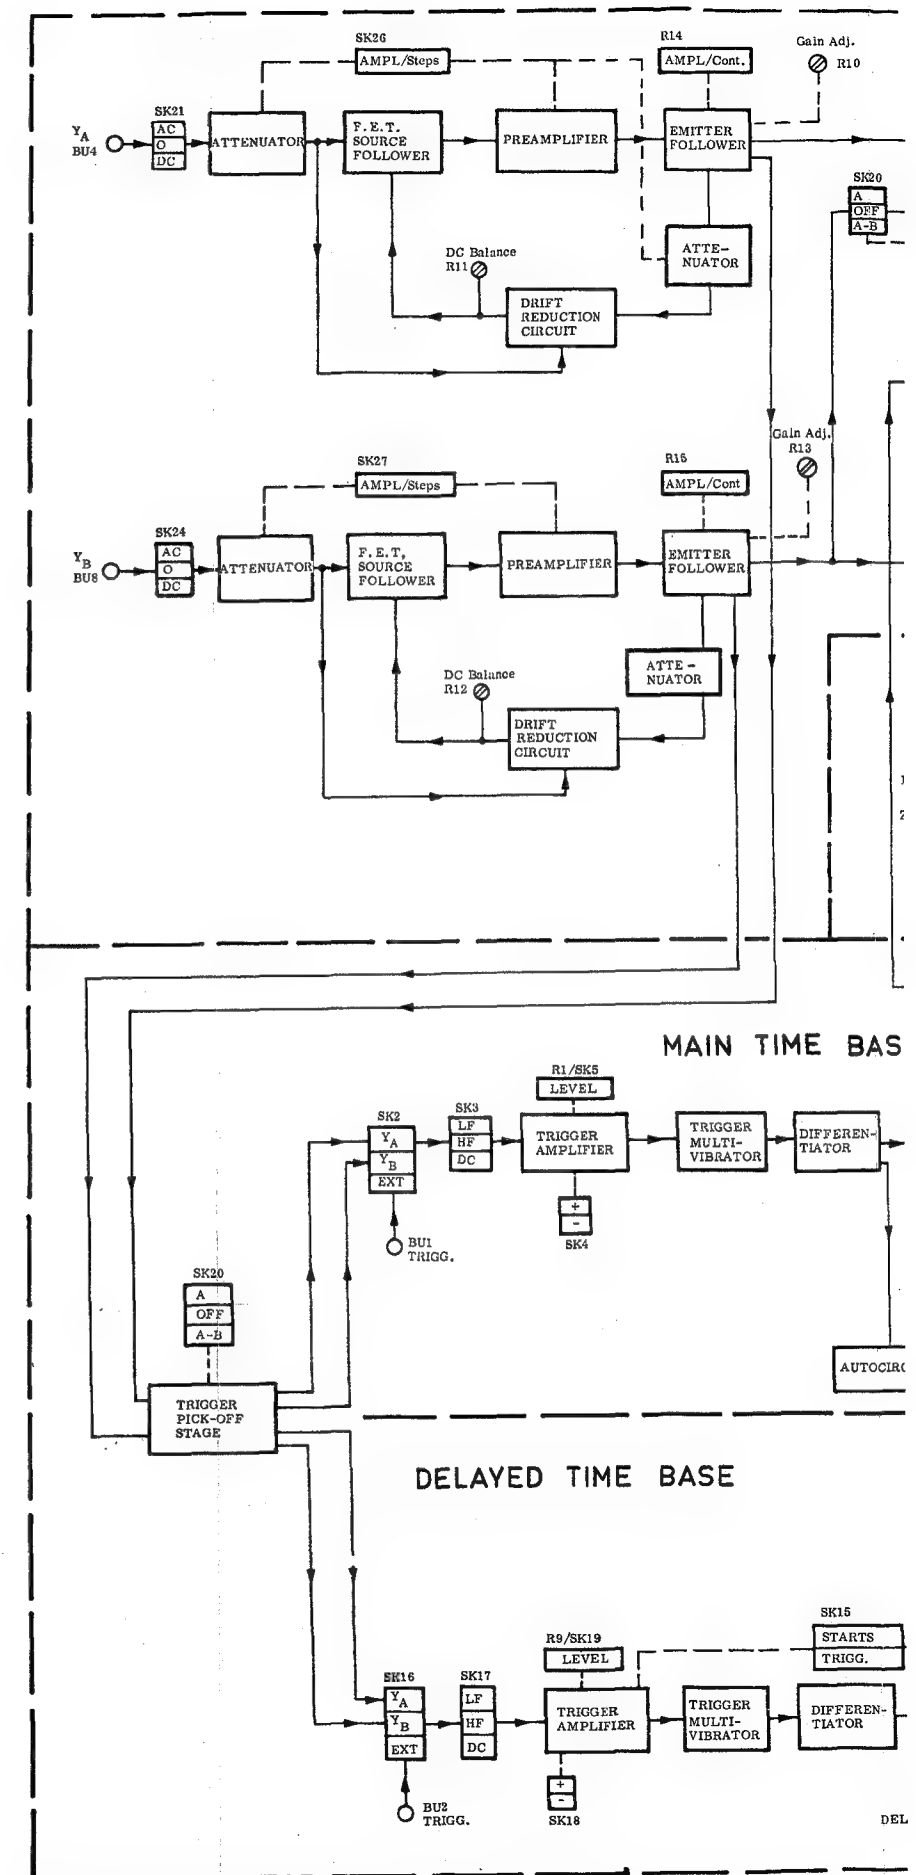 SK26
AMPL/Steps
R14
AMPL/Cont.
Gain Adj.
R10
SK21
AC
O
DC
YA
BU4
ATTENUATOR
F.E.T.
SOURCE
FOLLOWER
PREAMPLIFIER
EMITTER
FOLLOWER
SK20
A
OFF
A-B
ATTE-
NUATOR
DC Balance
R11
DRIFT
REDUCTION
CIRCUIT
Gain Adj.
R13
SK27
AMPL/Steps
R15
AMPL/Cont
SK24
AC
O
DC
YB
BU8
ATTENUATOR
F.E.T.
SOURCE
FOLLOWER
PREAMPLIFIER
EMITTER
FOLLOWER
ATTE-
NUATOR
DC Balance
R12
DRIFT
REDUCTION
CIRCUIT
MAIN TIME BAS
R1/SK5
LEVEL
SK2
YA
YB
EXT
SK3
LF
HF
DC
TRIGGER
AMPLIFIER
TRIGGER
MULTI-
VIBRATOR
DIFFEREN-
TIATOR
+
-
SK4
BU1
TRIGG.
SK20
A
OFF
A-B
AUTOCIRC
TRIGGER
PICK-OFF
STAGE
DELAYED TIME BASE
SK15
STARTS
TRIGG.
R9/SK19
LEVEL
SK16
YA
YB
EXT
SK17
LF
HF
DC
TRIGGER
AMPLIFIER
TRIGGER
MULTI-
VIBRATOR
DIFFEREN-
TIATOR
+
-
SK18
BU2
TRIGG.
DEL